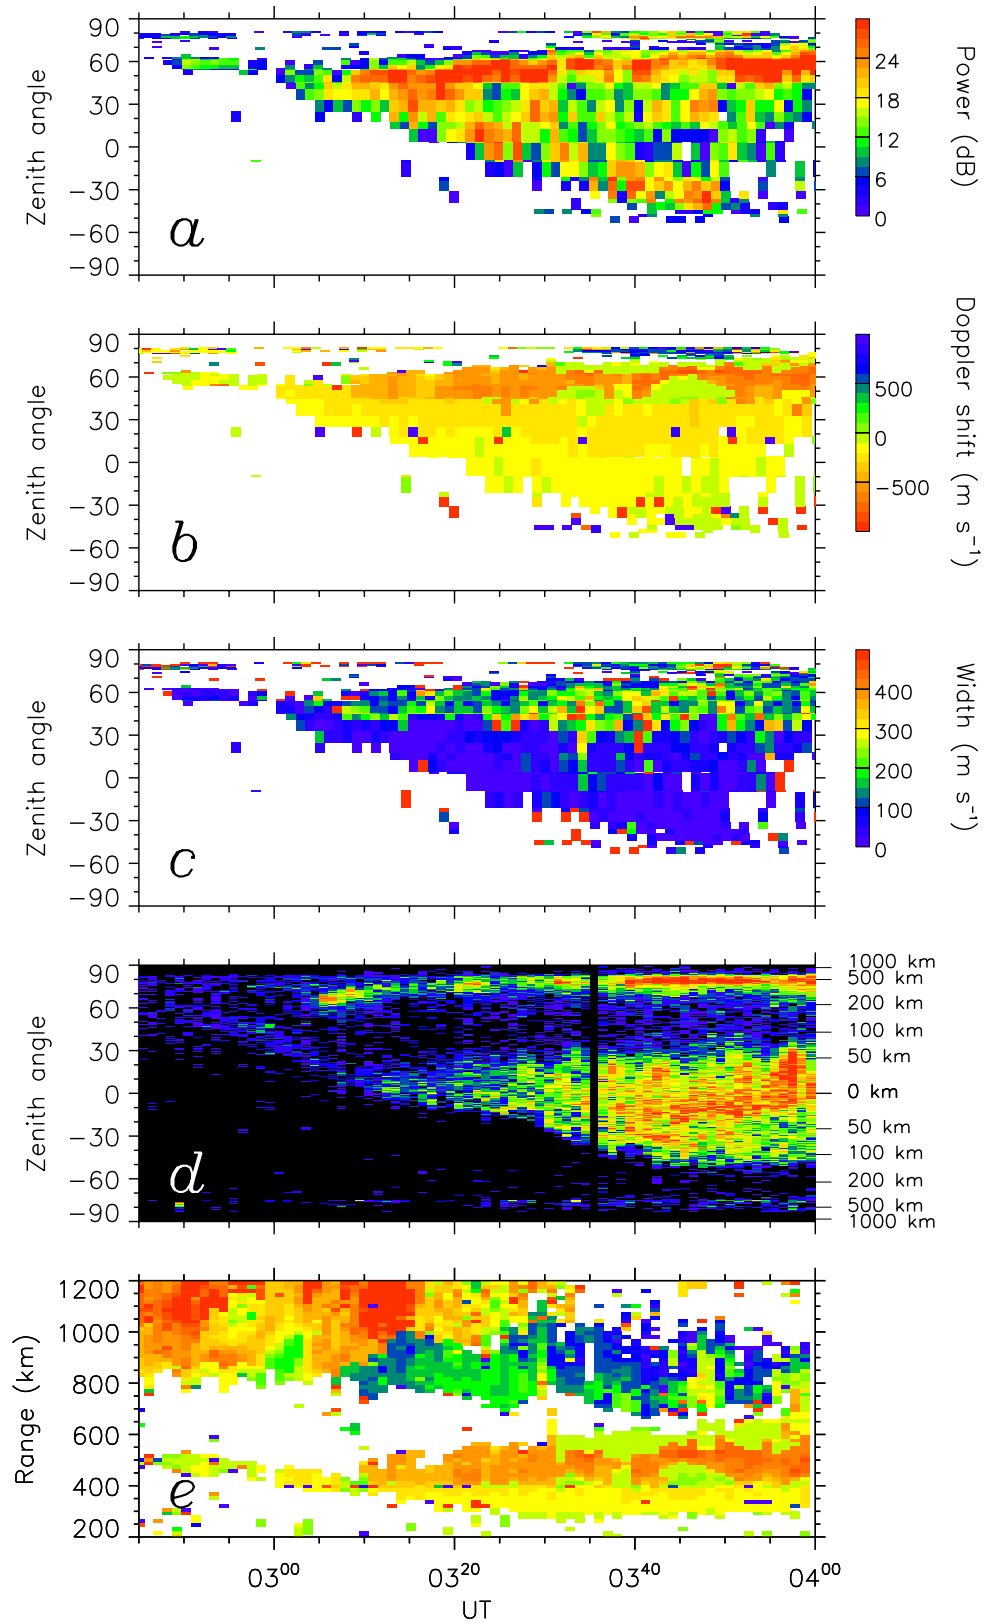 90
60
30
0
−30
−60
−90
Zenith angle
a
24
18
12
6
0
Power (dB)
90
60
30
0
−30
−60
−90
Zenith angle
b
500
0
−500
Doppler shift (m s⁻¹)
90
60
30
0
−30
−60
−90
Zenith angle
c
400
300
200
100
0
Width (m s⁻¹)
90
60
30
0
−30
−60
−90
Zenith angle
d
1000 km
500 km
200 km
100 km
50 km
0 km
50 km
100 km
200 km
500 km
1000 km
1200
1000
800
600
400
200
Range (km)
e
03⁰⁰
03²⁰
03⁴⁰
04⁰⁰
UT